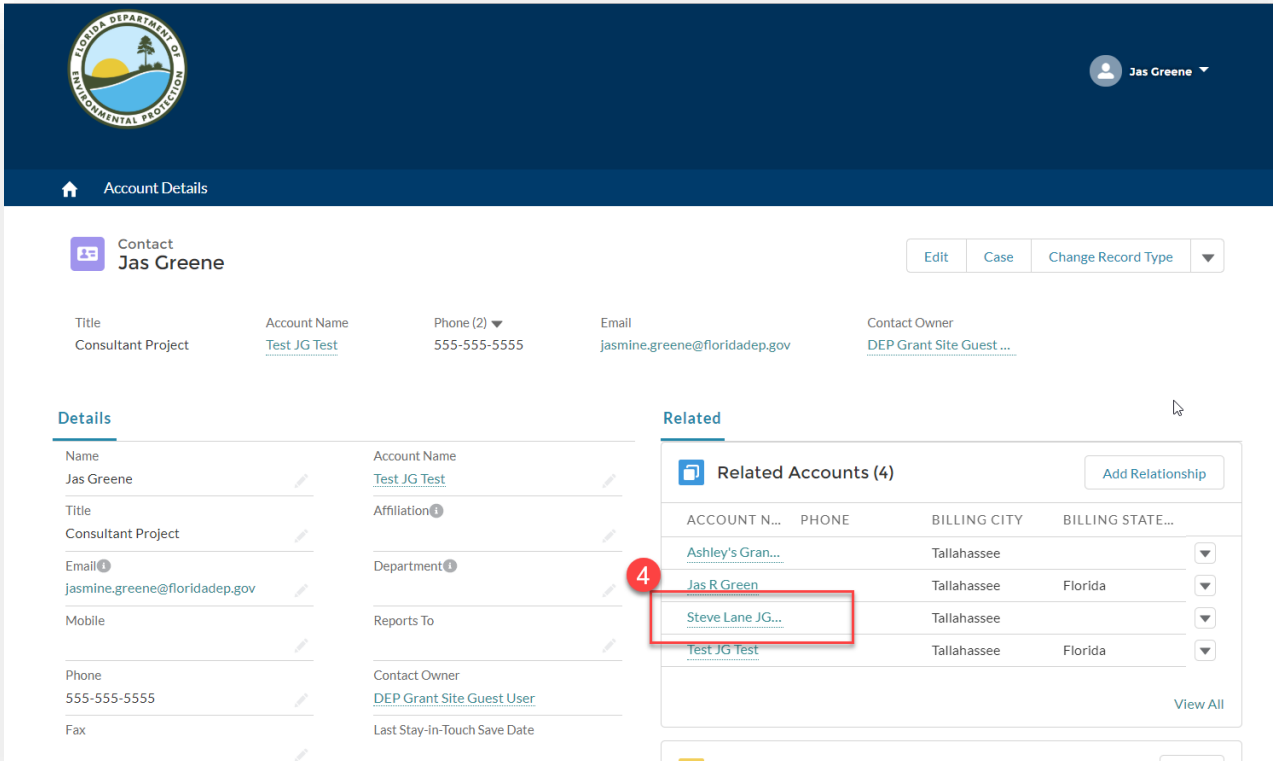 FLORIDA DEPARTMENT OF ENVIRONMENTAL PROTECTION
Jas Greene
Account Details
Contact
Jas Greene
Edit Case Change Record Type
Title Account Name Phone (2) Email Contact Owner
Consultant Project Test JG Test 555-555-5555 jasmine.greene@floridadep.gov DEP Grant Site Guest ...
Details
Name Account Name
Jas Greene Test JG Test
Title Affiliation
Consultant Project
Email Department
jasmine.greene@floridadep.gov
Mobile Reports To
Phone Contact Owner
555-555-5555 DEP Grant Site Guest User
Fax Last Stay-in-Touch Save Date
Related
Related Accounts (4) Add Relationship
ACCOUNT N... PHONE BILLING CITY BILLING STATE...
Ashley's Gran... Tallahassee
4
Jas R Green Tallahassee Florida
Steve Lane JG... Tallahassee
Test JG Test Tallahassee Florida
View All